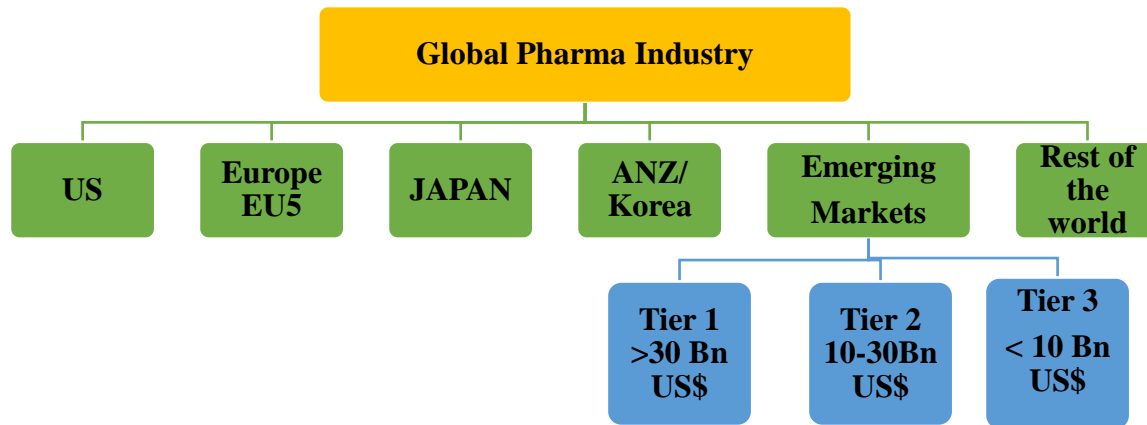 Global Pharma Industry
US
Europe
EU5
JAPAN
ANZ/
Korea
Emerging
Markets
Rest of
the
world
Tier 1
>30 Bn
US$
Tier 2
10-30Bn
US$
Tier 3
< 10 Bn
US$